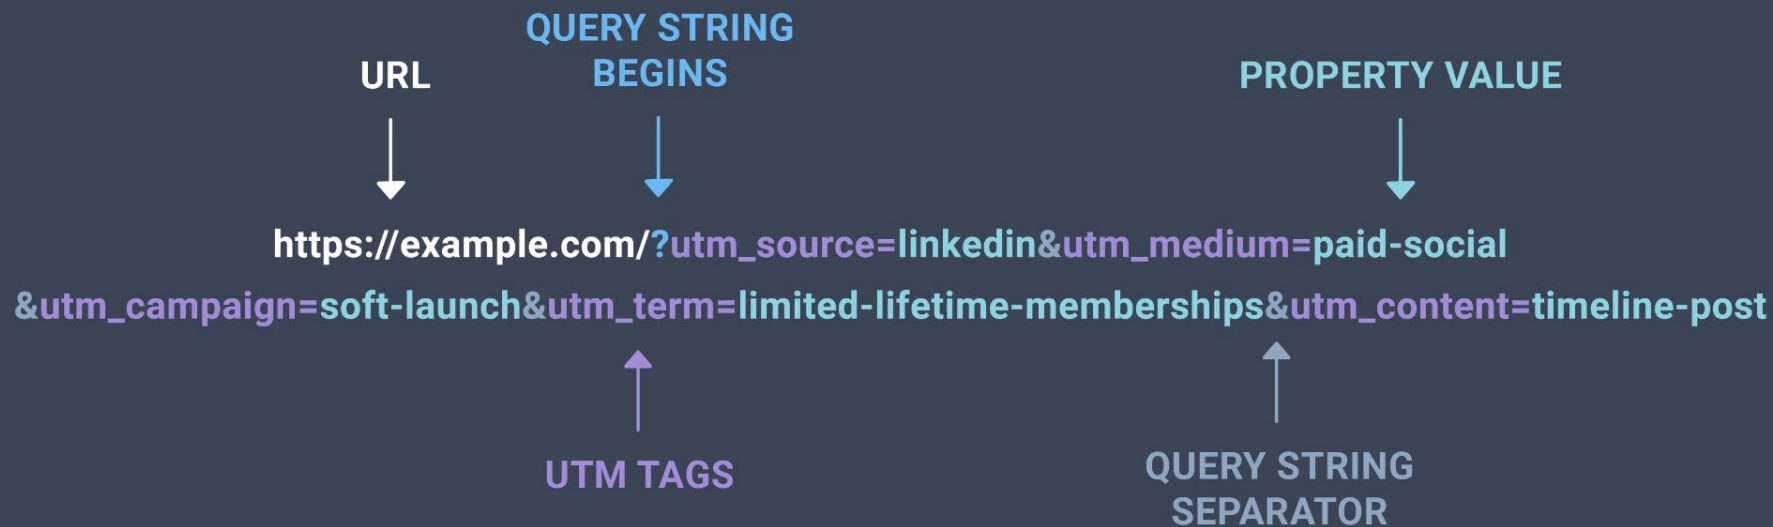 QUERY STRING
BEGINS
URL
PROPERTY VALUE
https://example.com/?utm_source=linkedin&utm_medium=paid-social
&utm_campaign=soft-launch&utm_term=limited-lifetime-memberships&utm_content=timeline-post
UTM TAGS
QUERY STRING
SEPARATOR